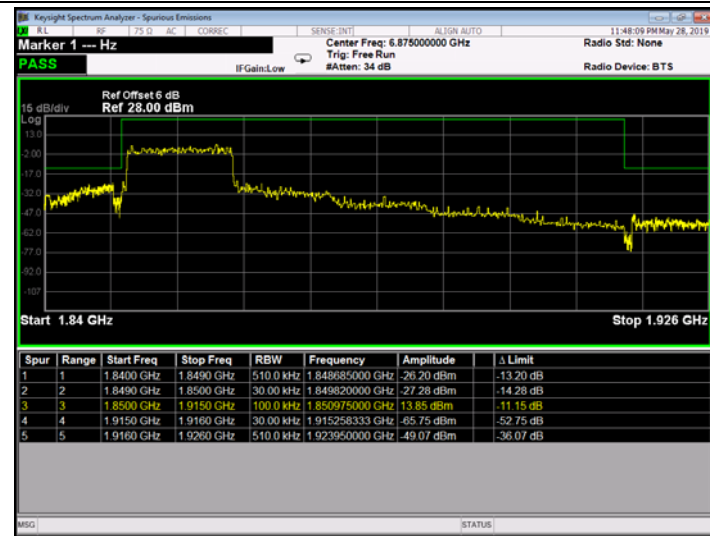 Keysight Spectrum Analyzer - Spurious Emissions
RL RF 75 Ω AC CORREC SENSE:INT ALIGN AUTO 11:48:09 PM May 28, 2019
Marker 1 --- Hz
Center Freq: 6.875000000 GHz
Radio Std: None
Trig: Free Run
PASS
IFGain:Low
#Atten: 34 dB
Radio Device: BTS
Ref Offset 6 dB
15 dB/div
Ref 28.00 dBm
Log
13.0
-2.00
-17.0
-32.0
-47.0
-62.0
-77.0
-92.0
-107
Start 1.84 GHz
Stop 1.926 GHz
Spur Range Start Freq Stop Freq RBW Frequency Amplitude Δ Limit
1 1 1.8400 GHz 1.8490 GHz 510.0 kHz 1.848685000 GHz -26.20 dBm -13.20 dB
2 2 1.8490 GHz 1.8500 GHz 30.00 kHz 1.849820000 GHz -27.28 dBm -14.28 dB
3 3 1.8500 GHz 1.9150 GHz 100.0 kHz 1.850975000 GHz 13.85 dBm -11.15 dB
4 4 1.9150 GHz 1.9160 GHz 30.00 kHz 1.915258333 GHz -65.75 dBm -52.75 dB
5 5 1.9160 GHz 1.9260 GHz 510.0 kHz 1.923950000 GHz -49.07 dBm -36.07 dB
MSG
STATUS